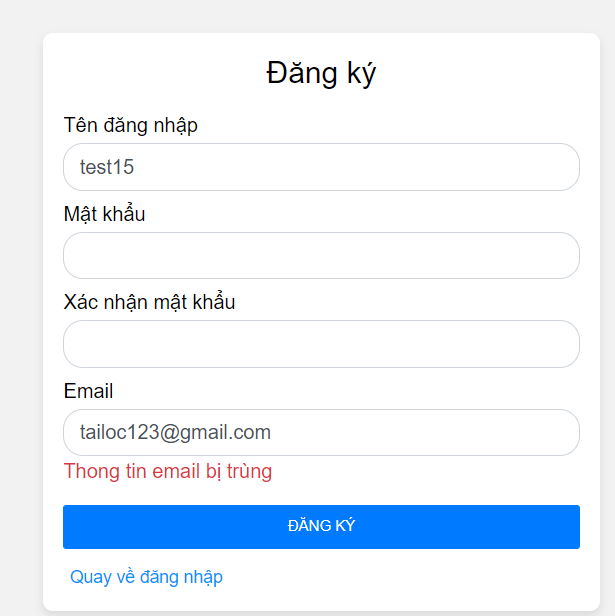 Đăng ký
Tên đăng nhập
test15
Mật khẩu
Xác nhận mật khẩu
Email
tailoc123@gmail.com
Thong tin email bị trùng
ĐĂNG KÝ
Quay về đăng nhập